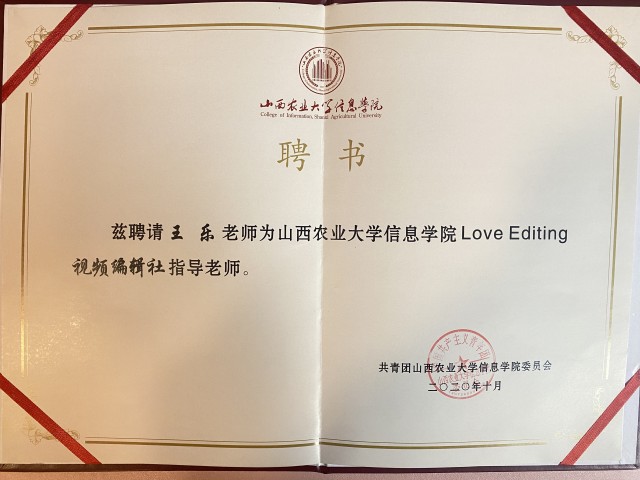 山西农业大学信息学院
College of Information, Shanxi Agricultural University
聘 书
兹聘请 王 乐 老师为山西农业大学信息学院 Love Editing
视频编辑社指导老师。
共青团山西农业大学信息学院委员会
二〇二〇年十月